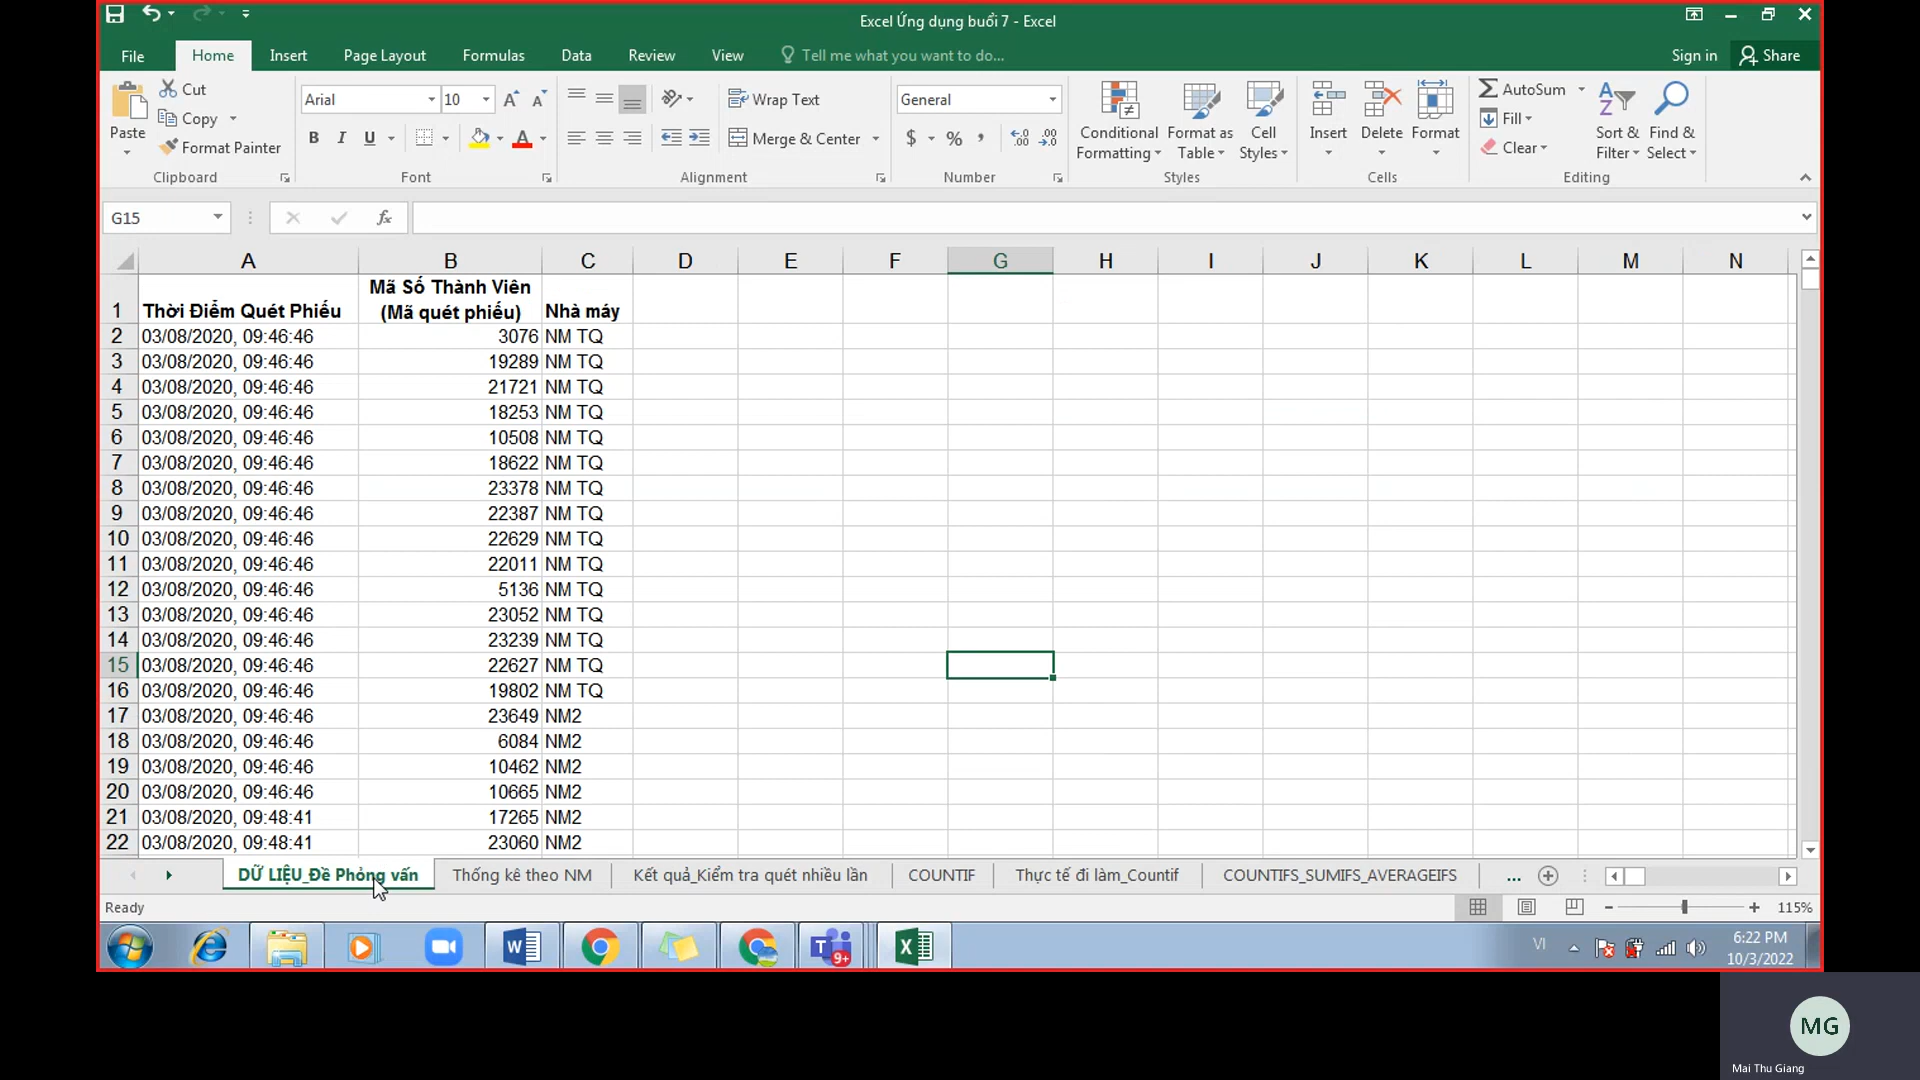 Excel Ứng dụng buổi 7 - Excel
File Home Insert Page Layout Formulas Data Review View Tell me what you want to do... Sign in Share
Paste Cut Copy Format Painter Clipboard
Arial 10 A A B I U A Font
Wrap Text Merge & Center Alignment
General $ % , .0 .00 .00 .0 Number
Conditional Formatting Format as Table Cell Styles Styles
Insert Delete Format Cells
AutoSum Fill Clear Sort & Filter Find & Select Editing
G15 fx
A B C D E F G H I J K L M N
1 Thời Điểm Quét Phiếu Mã Số Thành Viên (Mã quét phiếu) Nhà máy
2 03/08/2020, 09:46:46 3076 NM TQ
3 03/08/2020, 09:46:46 19289 NM TQ
4 03/08/2020, 09:46:46 21721 NM TQ
5 03/08/2020, 09:46:46 18253 NM TQ
6 03/08/2020, 09:46:46 10508 NM TQ
7 03/08/2020, 09:46:46 18622 NM TQ
8 03/08/2020, 09:46:46 23378 NM TQ
9 03/08/2020, 09:46:46 22387 NM TQ
10 03/08/2020, 09:46:46 22629 NM TQ
11 03/08/2020, 09:46:46 22011 NM TQ
12 03/08/2020, 09:46:46 5136 NM TQ
13 03/08/2020, 09:46:46 23052 NM TQ
14 03/08/2020, 09:46:46 23239 NM TQ
15 03/08/2020, 09:46:46 22627 NM TQ
16 03/08/2020, 09:46:46 19802 NM TQ
17 03/08/2020, 09:46:46 23649 NM2
18 03/08/2020, 09:46:46 6084 NM2
19 03/08/2020, 09:46:46 10462 NM2
20 03/08/2020, 09:46:46 10665 NM2
21 03/08/2020, 09:48:41 17265 NM2
22 03/08/2020, 09:48:41 23060 NM2
DỮ LIỆU_Đề Phỏng vấn Thống kê theo NM Kết quả_Kiểm tra quét nhiều lần COUNTIF Thực tế đi làm_Countif COUNTIFS_SUMIFS_AVERAGEIFS ...
Ready 115%
9+ VI 6:22 PM
10/3/2022
MG
Mai Thu Giang